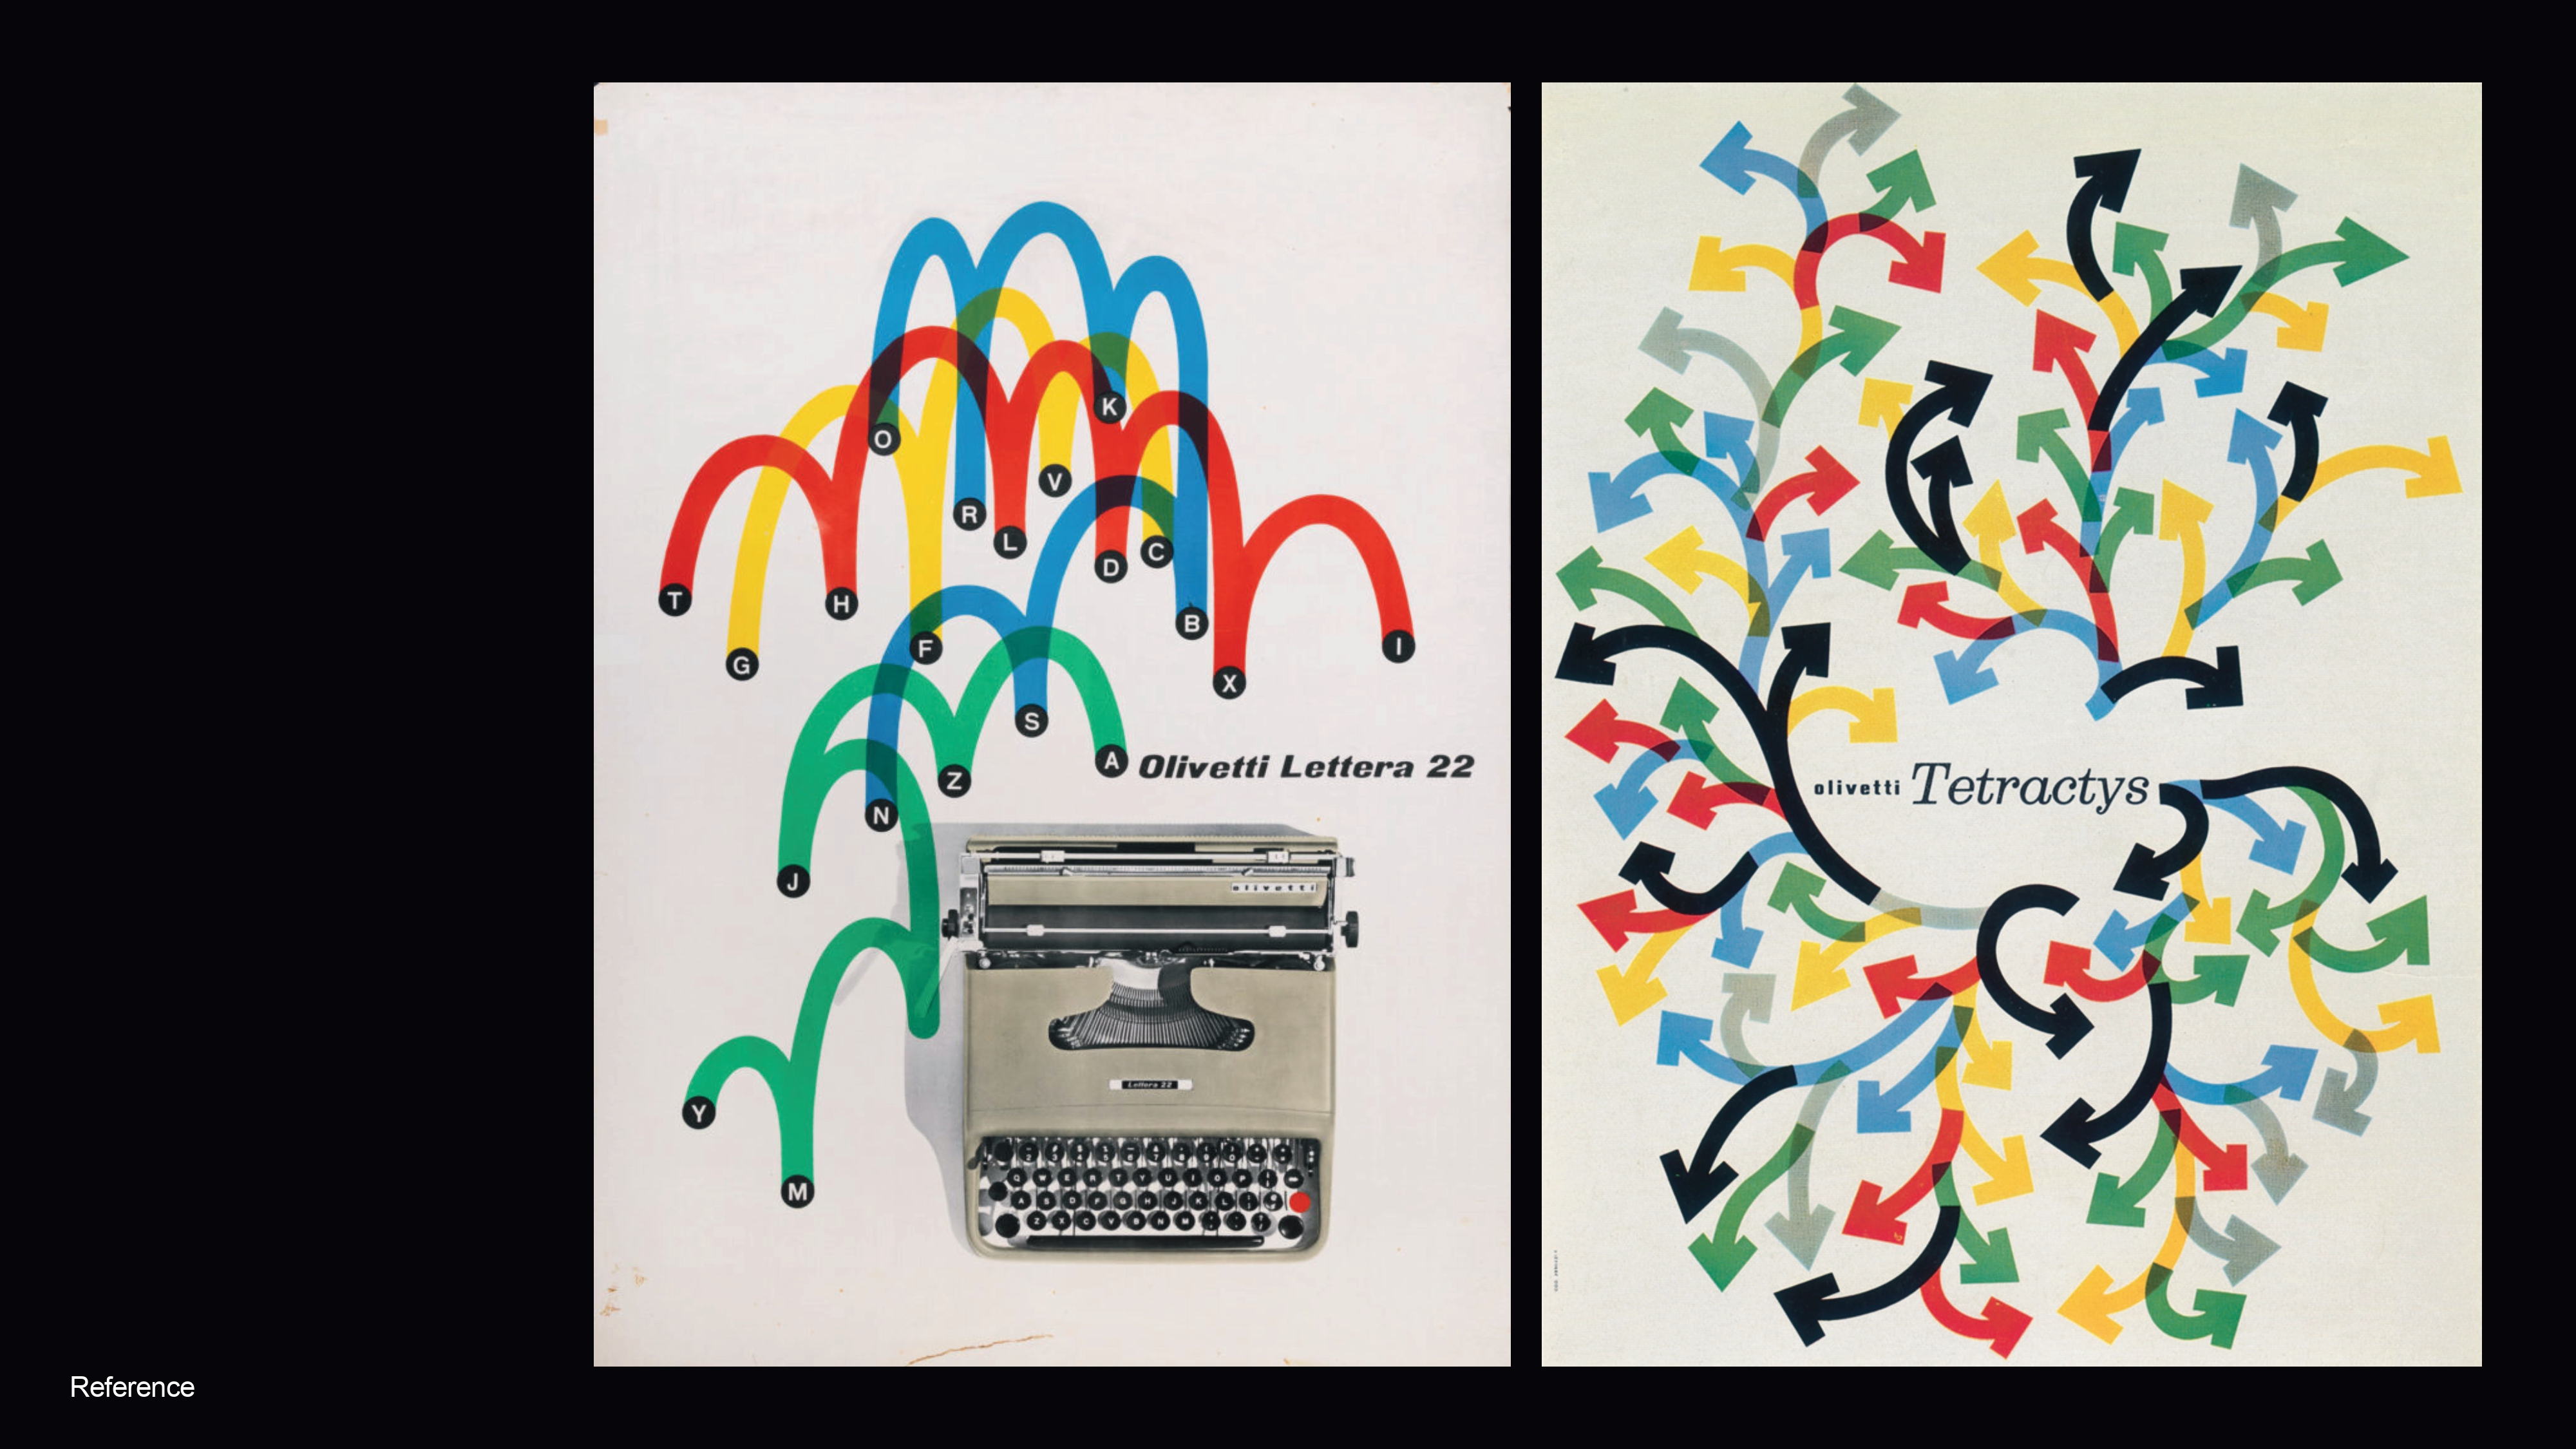 K
O
V
R
L
C
D
T
H
B
F
I
G
X
S
A Olivetti Lettera 22
Z
N
J
olivetti
Lettera 22
Y
Q W E R T Y U I O P
A S D F G H J K L
Z X C V B N M
M
olivetti Tetractys
Reference